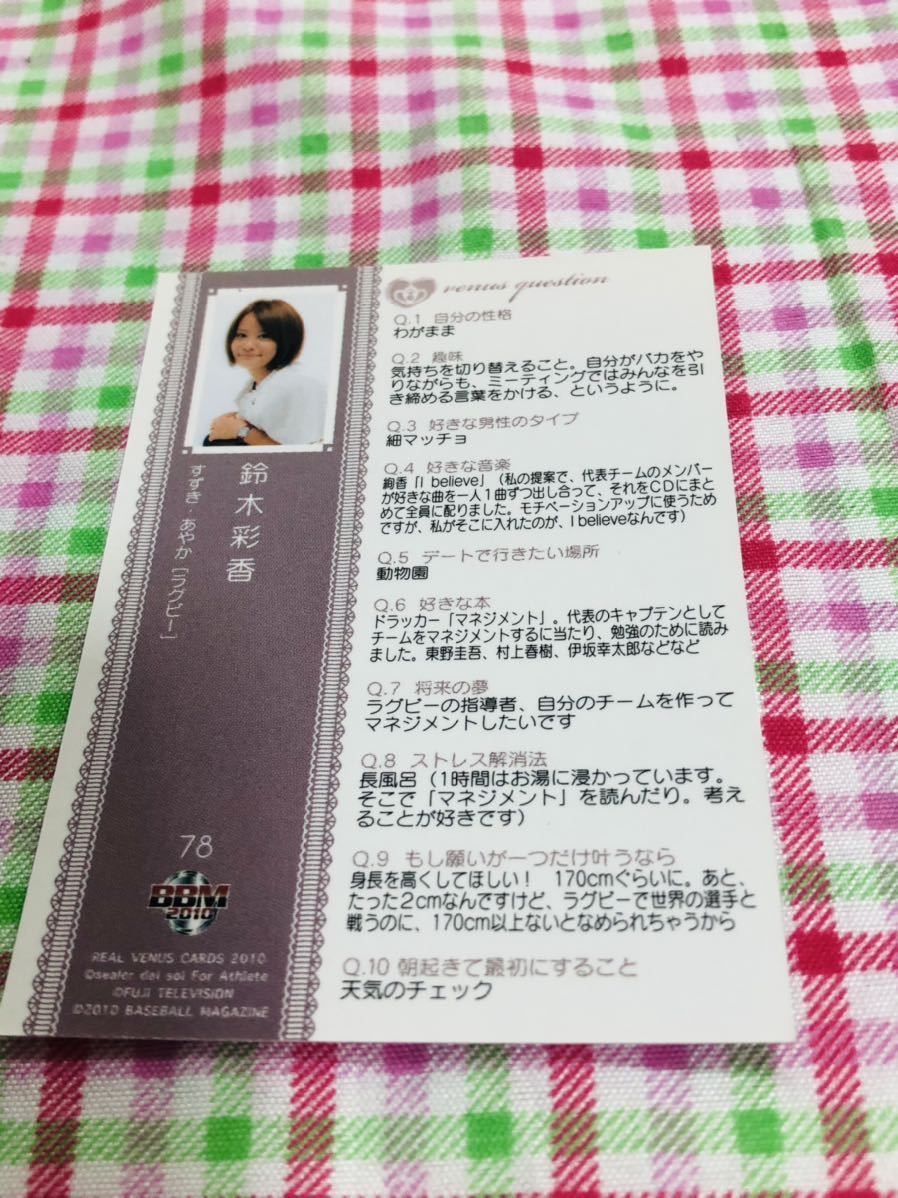 鈴木彩香
すずき・あやか [ラグビー]
78
BBM
2010
REAL VENUS CARDS 2010
©sealer del sol For Athlete
©FUJI TELEVISION
©2010 BASEBALL MAGAZINE
venus question
Q.1 自分の性格
わがまま
Q.2 趣味
気持ちを切り替えること。自分がバカをや
りながらも、ミーティングではみんなを引
き締める言葉をかける、というように。
Q.3 好きな男性のタイプ
細マッチョ
Q.4 好きな音楽
絢香「I believe」(私の提案で、代表チームのメンバー
が好きな曲を一人1曲ずつ出し合って、それをCDにまと
めて全員に配りました。モチベーションアップに使うため
ですが、私がそこに入れたのが、I believeなんです)
Q.5 デートで行きたい場所
動物園
Q.6 好きな本
ドラッカー「マネジメント」。代表のキャプテンとして
チームをマネジメントするに当たり、勉強のために読み
ました。東野圭吾、村上春樹、伊坂幸太郎などなど
Q.7 将来の夢
ラグビーの指導者、自分のチームを作って
マネジメントしたいです
Q.8 ストレス解消法
長風呂(1時間はお湯に浸かっています。
そこで「マネジメント」を読んだり。考え
ることが好きです)
Q.9 もし願いが一つだけ叶うなら
身長を高くしてほしい! 170cmぐらいに。あと、
たった2cmなんですけど、ラグビーで世界の選手と
戦うのに、170cm以上ないとなめられちゃうから
Q.10 朝起きて最初にすること
天気のチェック